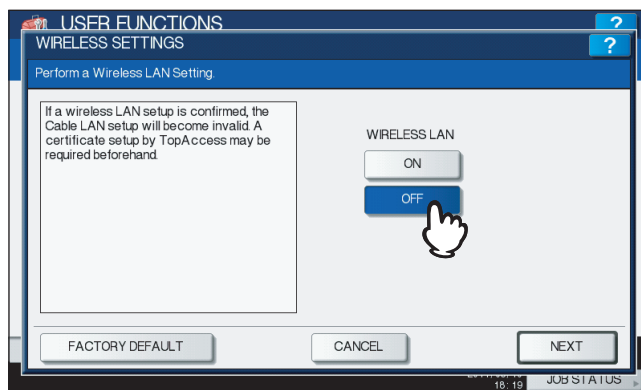 USER FUNCTIONS
?
WIRELESS SETTINGS
?
Perform a Wireless LAN Setting.
If a wireless LAN setup is confirmed, the
Cable LAN setup will become invalid. A
certificate setup by TopAccess may be
required beforehand.
WIRELESS LAN
ON
OFF
FACTORY DEFAULT
CANCEL
NEXT
18:19
JOB STATUS